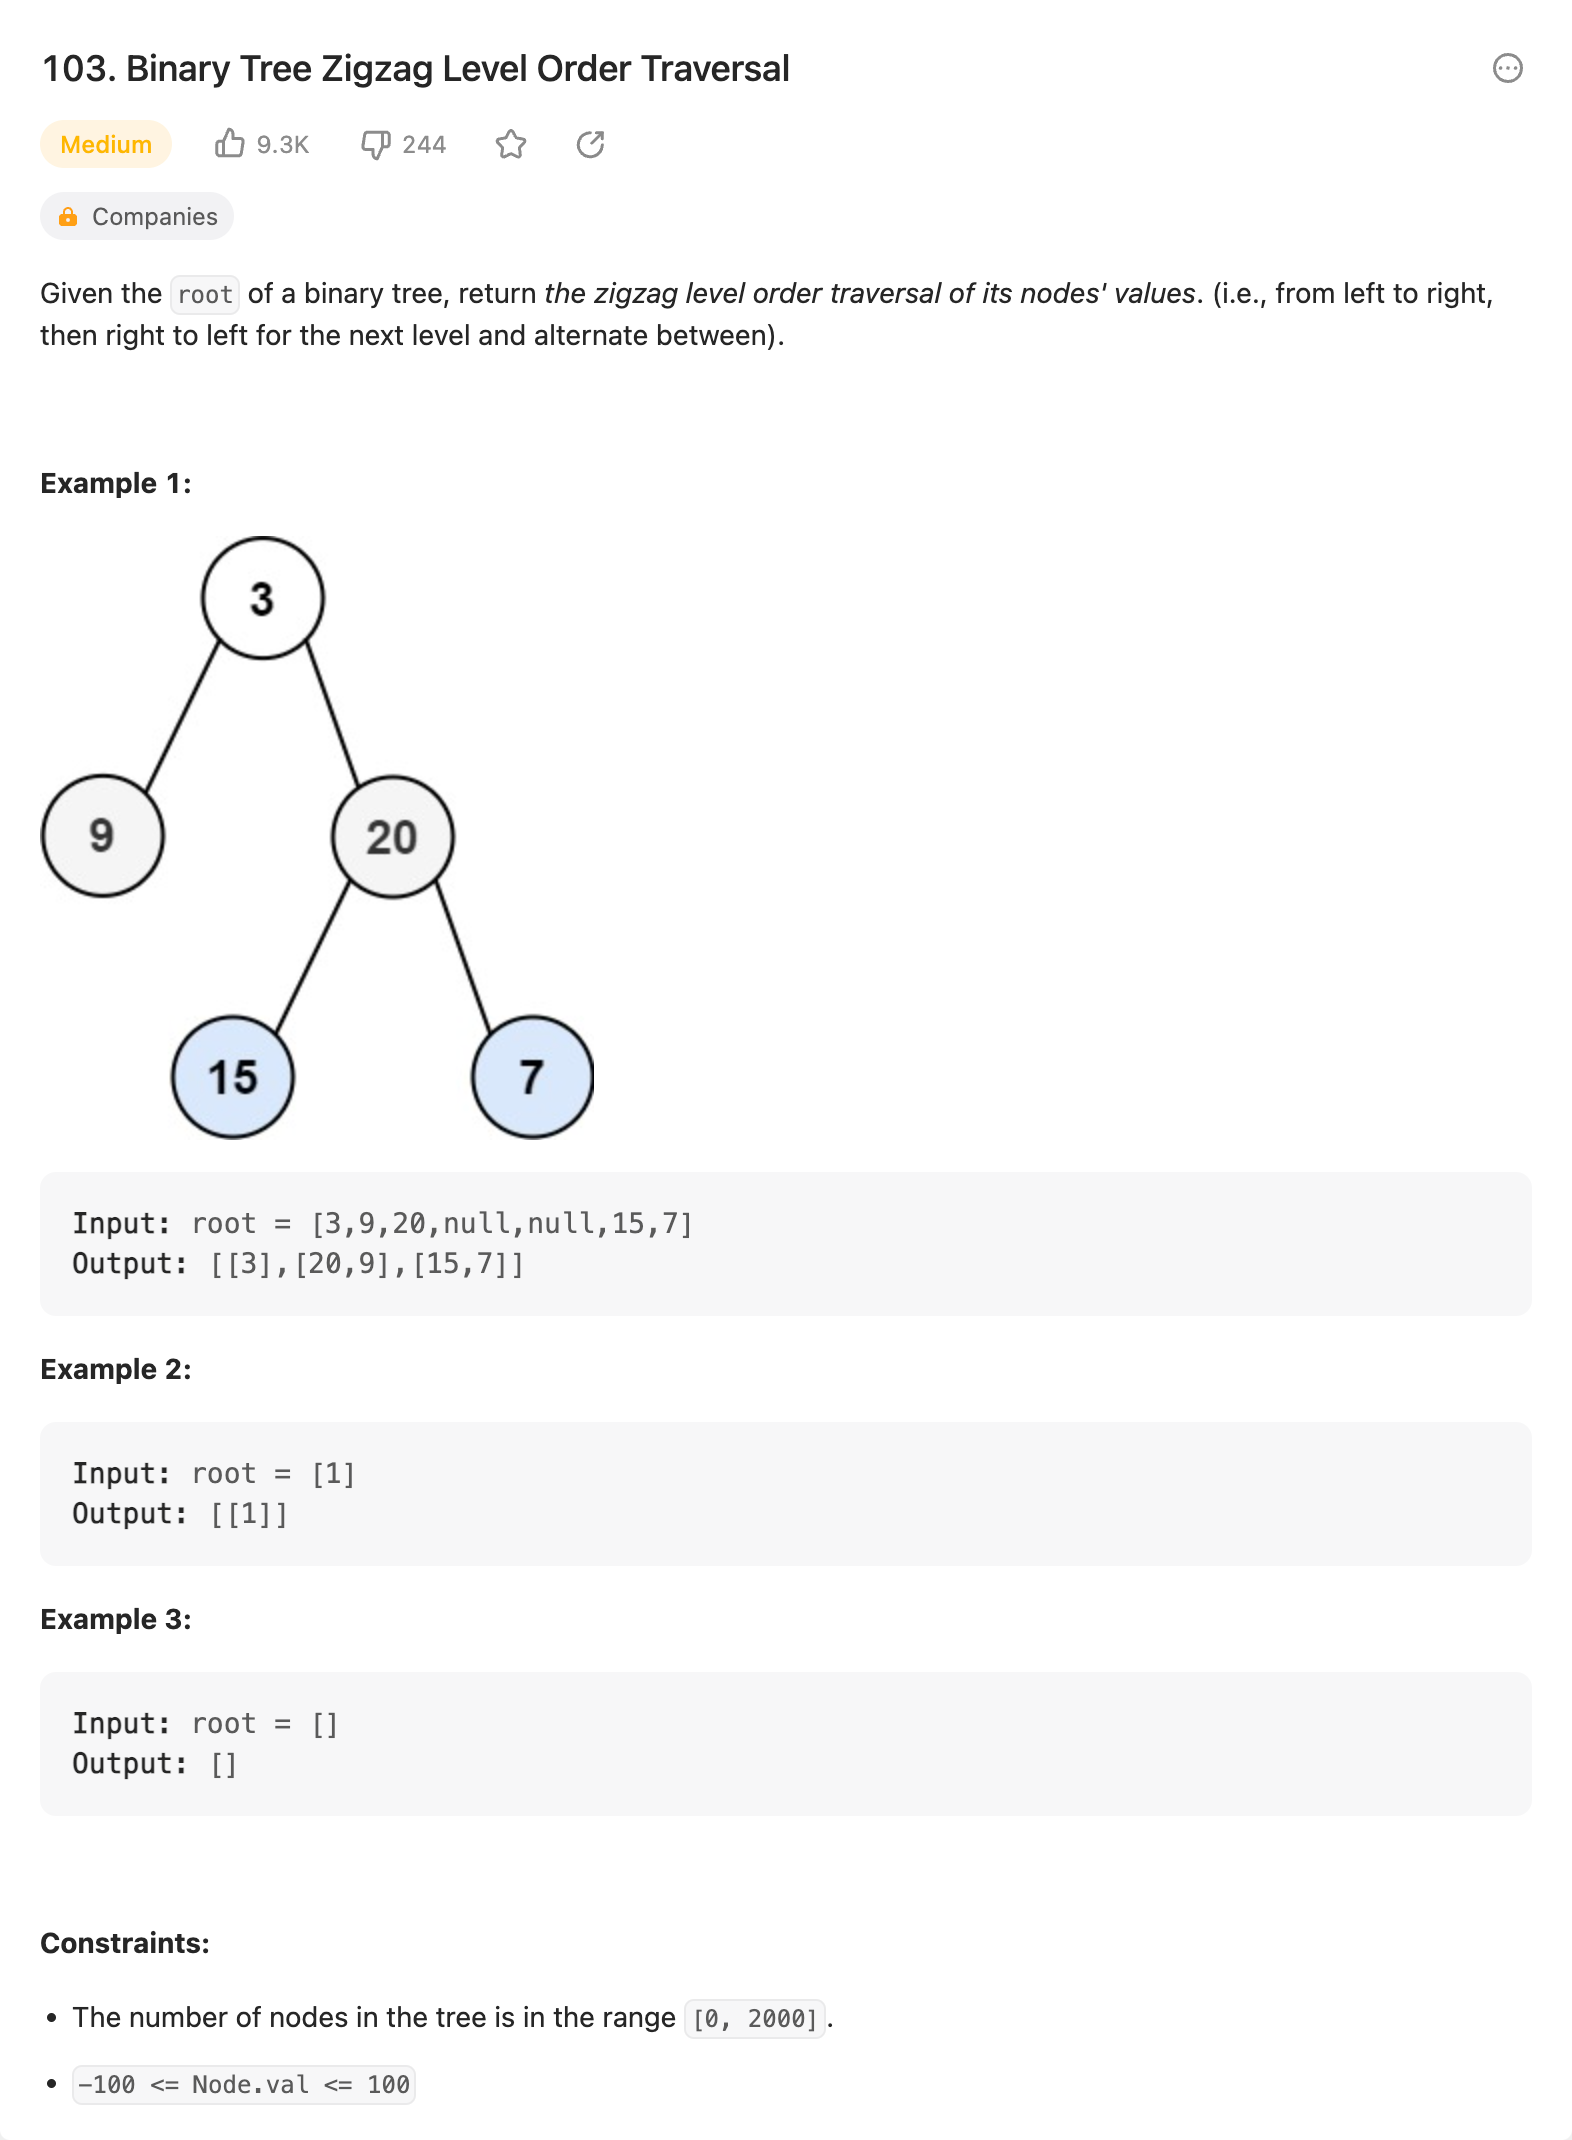 103. Binary Tree Zigzag Level Order Traversal
Medium 9.3K 244
Companies
Given the root of a binary tree, return the zigzag level order traversal of its nodes' values. (i.e., from left to right,
then right to left for the next level and alternate between).
Example 1:
3
9 20
15 7
Input: root = [3,9,20,null,null,15,7]
Output: [[3],[20,9],[15,7]]
Example 2:
Input: root = [1]
Output: [[1]]
Example 3:
Input: root = []
Output: []
Constraints:
• The number of nodes in the tree is in the range [0, 2000].
• -100 <= Node.val <= 100